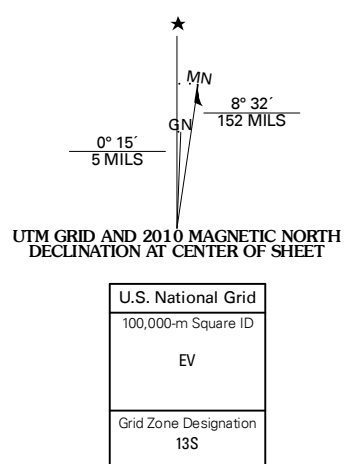 MN
GN
8° 32´
152 MILS
0° 15´
5 MILS
UTM GRID AND 2010 MAGNETIC NORTH
DECLINATION AT CENTER OF SHEET
U.S. National Grid
100,000-m Square ID
EV
Grid Zone Designation
13S